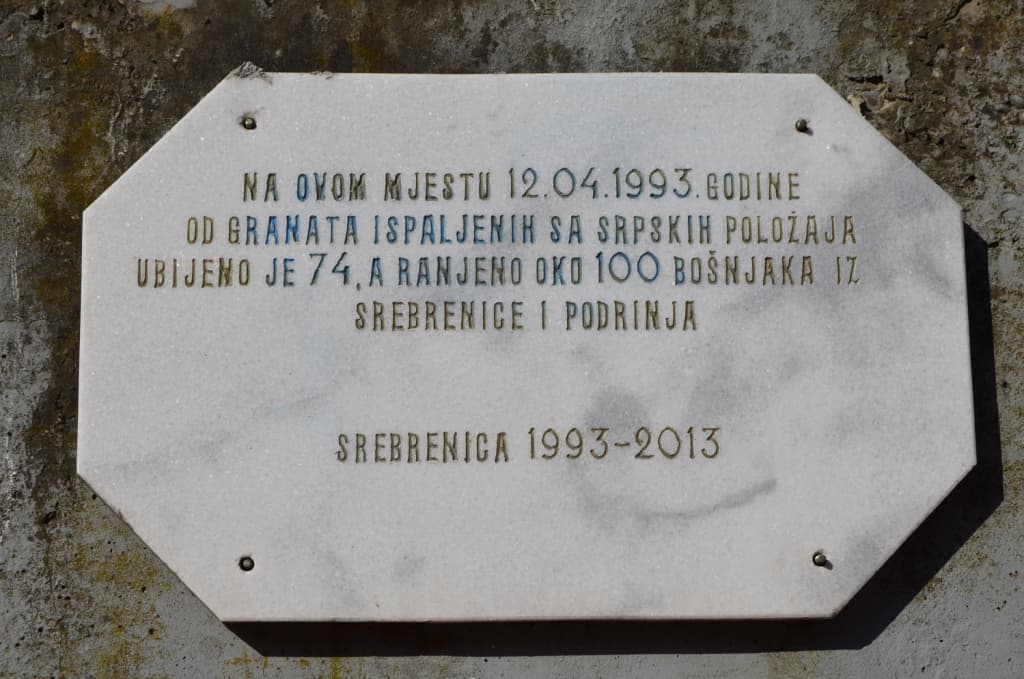 NA OVOM MJESTU 12.04.1993. GODINE
OD GRANATA ISPALJENIH SA SRPSKIH POLOŽAJA
UBIJENO JE 74, A RANJENO OKO 100 BOŠNJAKA IZ
SREBRENICE I PODRINJA
SREBRENICA 1993-2013